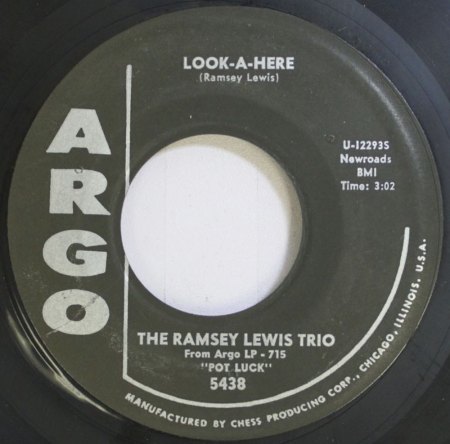 LOOK-A-HERE
(Ramsey Lewis)
ARGO
U-12293S
Newroads
BMI
Time: 3:02
THE RAMSEY LEWIS TRIO
From Argo LP - 715
"POT LUCK"
5438
MANUFACTURED BY CHESS PRODUCING CORP., CHICAGO, ILLINOIS, U.S.A.